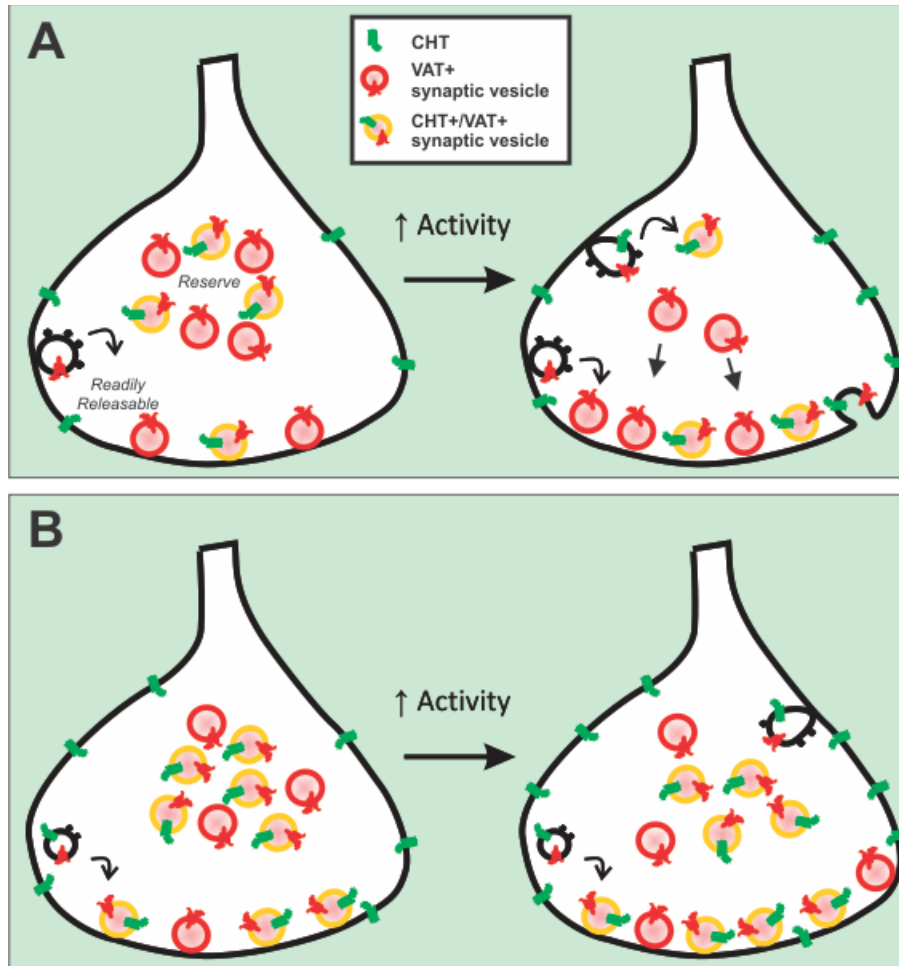 A
CHT
VAT+
synaptic vesicle
CHT+/VAT+
synaptic vesicle
↑ Activity
Reserve
Readily
Releasable
B
↑ Activity